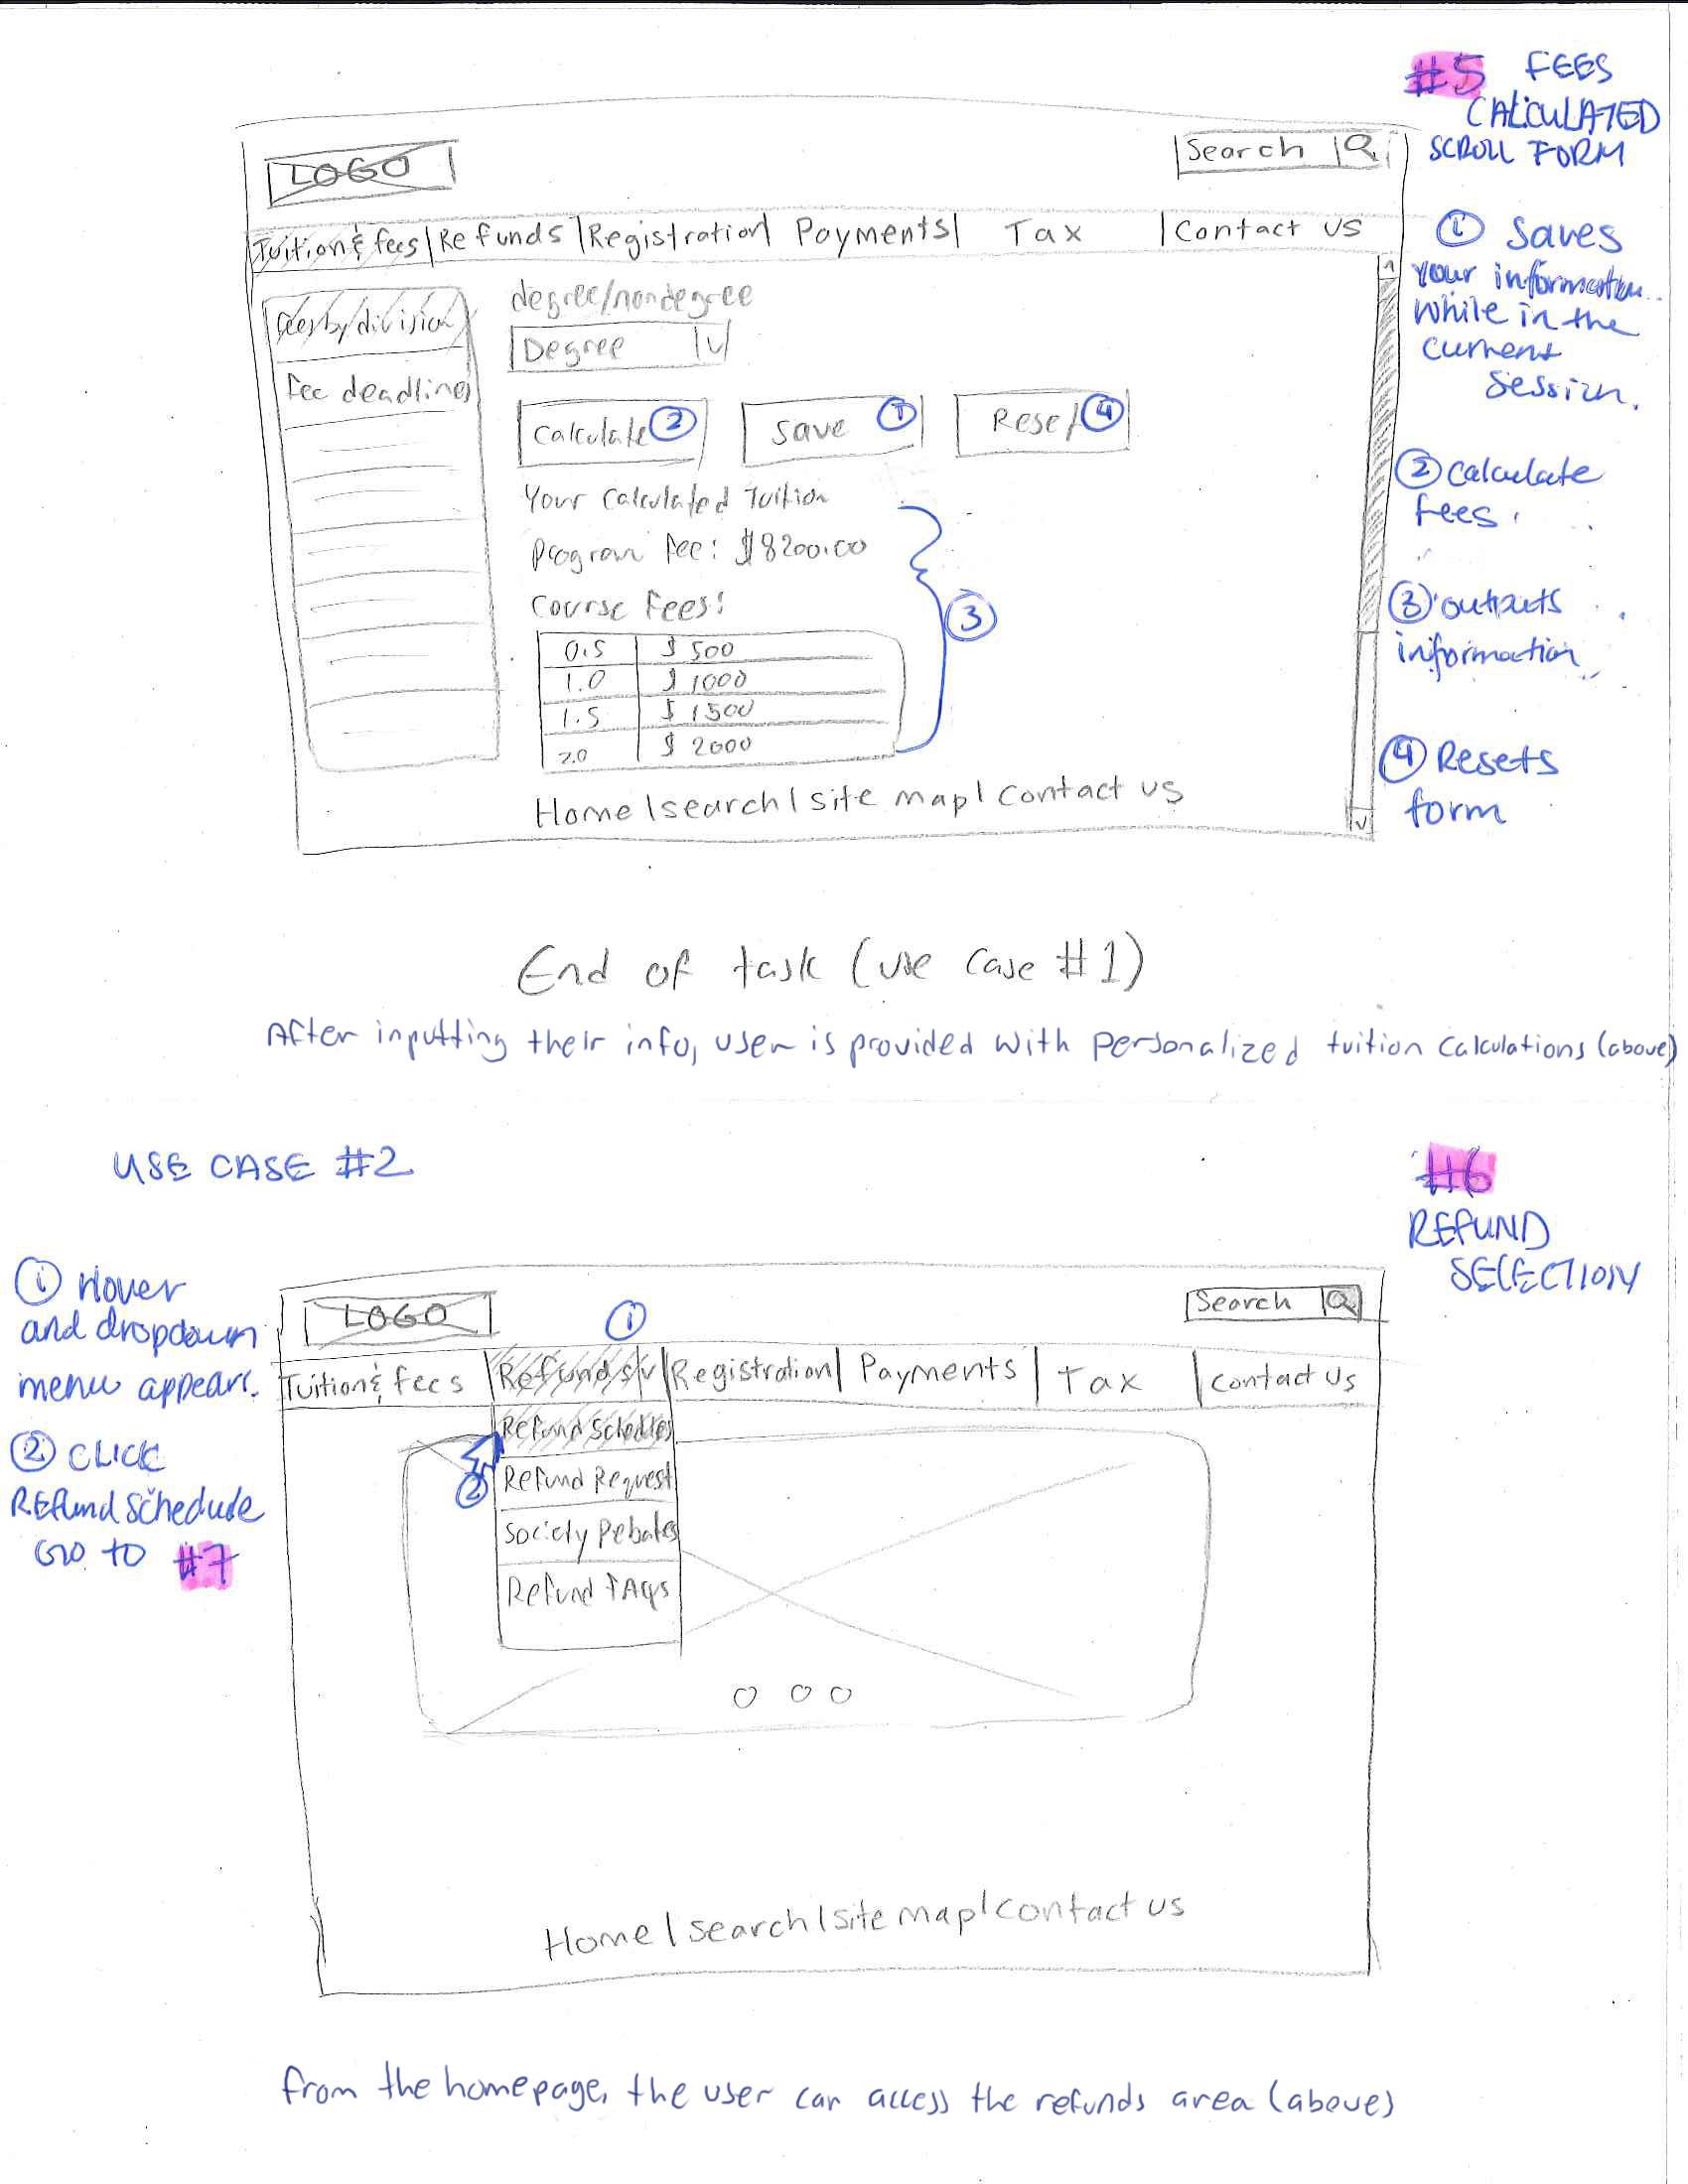 #5 FEES
CALCULATED
SCROLL FORM
LOGO
Search
Tuition & fees | Refunds | Registration | Payments | Tax | Contact us
fees by division
Fee deadlines
degree/nondegree
Degree
Calculate 2
Save 1
Reset 4
Your Calculated Tuition
Program Fee: $8200.00
Course Fees:
3
0.5 $500
1.0 $1000
1.5 $1500
2.0 $2000
Home | search | site map | contact us
1 Saves
your information
while in the
current
session.
2 Calculate
fees.
3 outputs
information
4 Resets
form
End of task (use case #1)
After inputting their info, user is provided with personalized tuition calculations (above)
USE CASE #2
#6
REFUND
SELECTION
1 Hover
and dropdown
menu appears.
2 CLICK
REfund Schedule
GO TO #7
LOGO
1
Search
Tuition & fees | Refunds v | Registration | Payments | Tax | Contact us
Refund Schedules
2
Refund Request
Society Rebates
Refund FAQs
Home | search | site map | contact us
from the homepage, the user can access the refunds area (above)